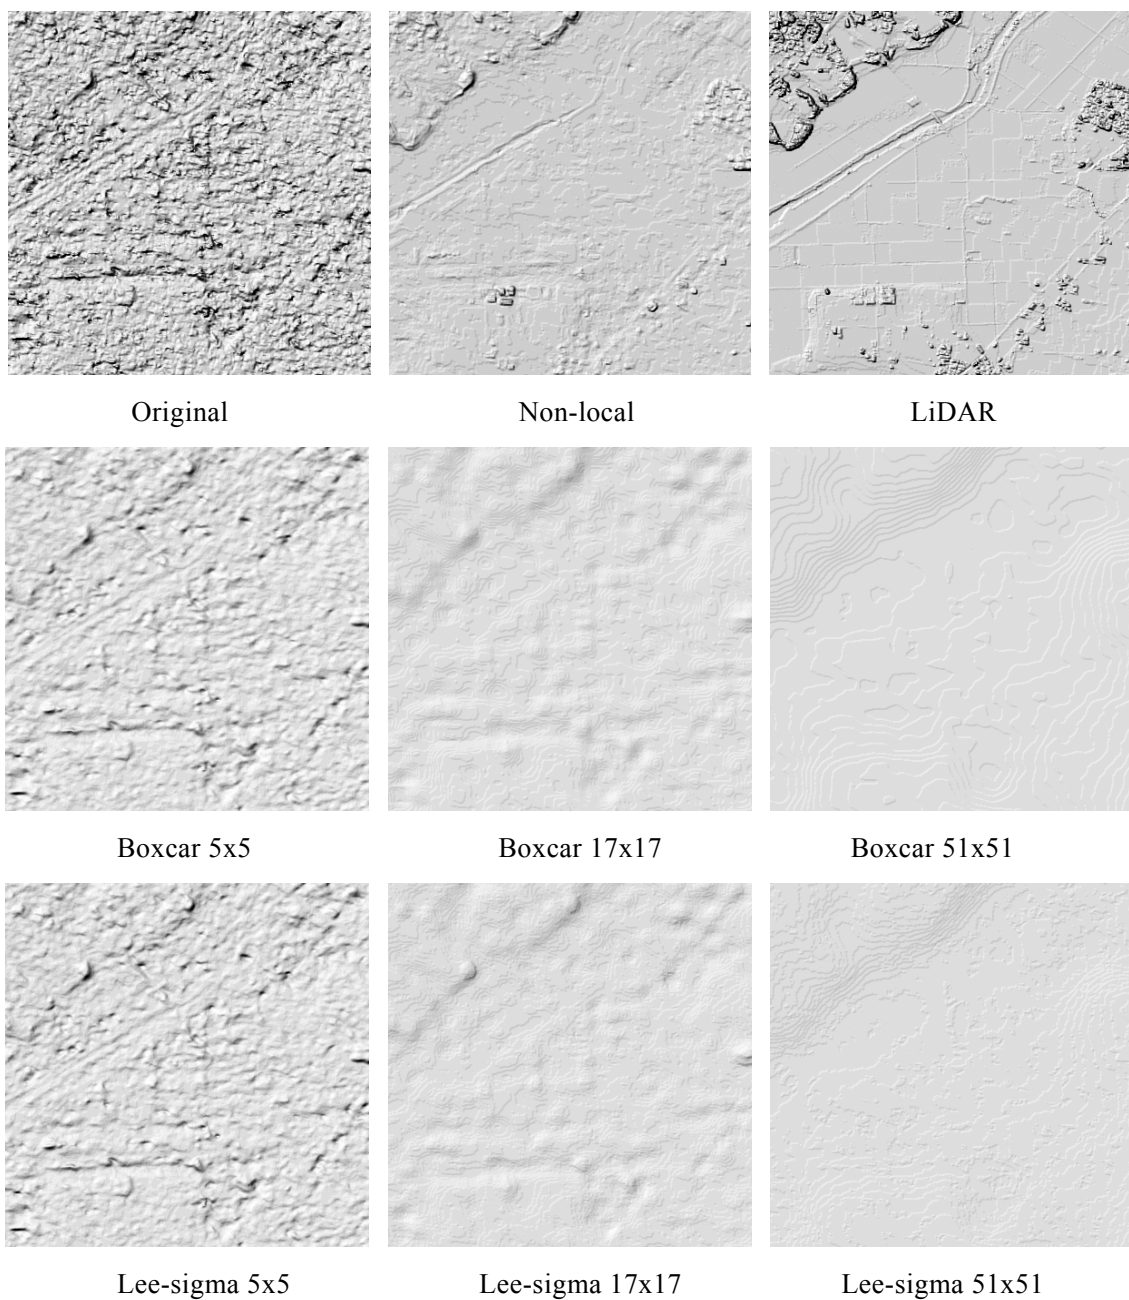 Original
Non-local
LiDAR
Boxcar 5x5
Boxcar 17x17
Boxcar 51x51
Lee-sigma 5x5
Lee-sigma 17x17
Lee-sigma 51x51